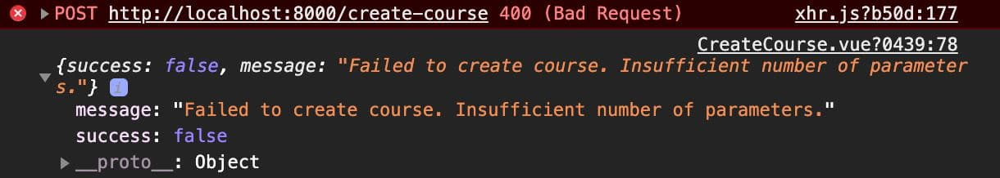 POST http://localhost:8000/create-course 400 (Bad Request) xhr.js?b50d:177
CreateCourse.vue?0439:78
{success: false, message: "Failed to create course. Insufficient number of parameter
s."} i
message: "Failed to create course. Insufficient number of parameters."
success: false
__proto__: Object